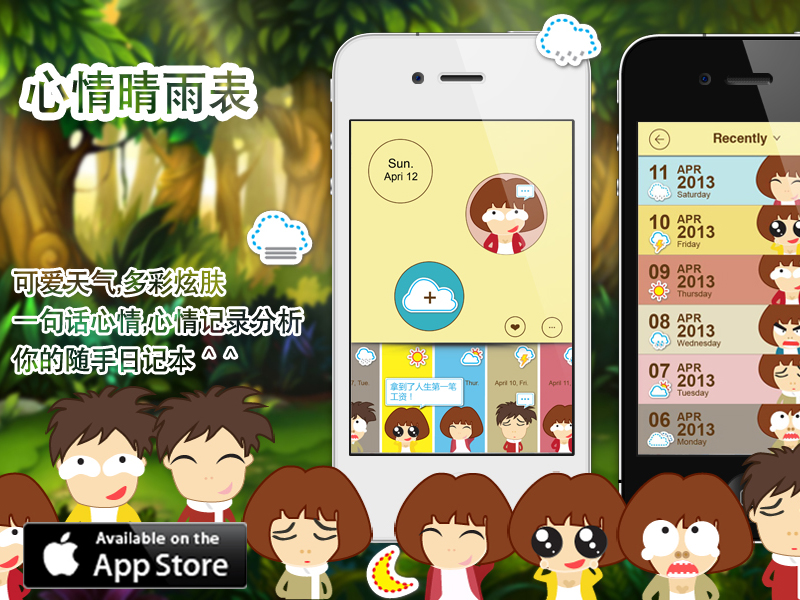 心情晴雨表
可爱天气,多彩炫肤
一句话心情,心情记录分析
你的随手日记本 ^ ^
Sun.
Apri 12
7, Tue.
Thur.
April 10, Fri.
April 11,
拿到了人生第一笔
工资！
Recently
11 APR
2013
Saturday
10 APR
2013
Friday
09 APR
2013
Thursday
08 APR
2013
Wednesday
07 APR
2013
Tuesday
06 APR
2013
Monday
Available on the
App Store